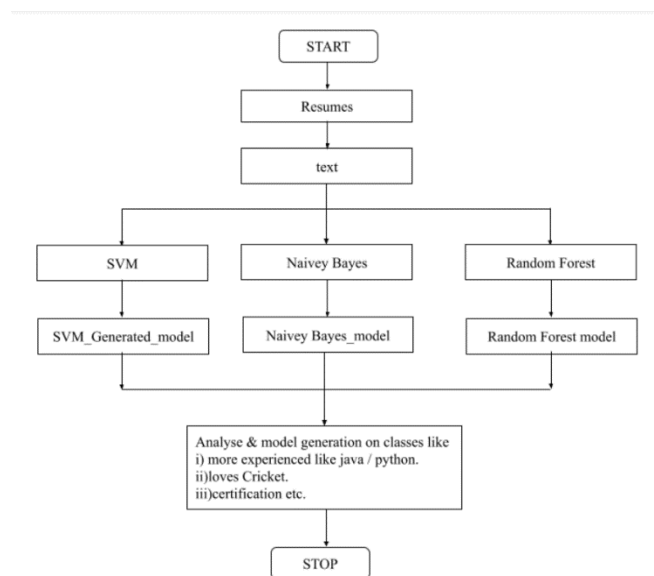 START
Resumes
text
SVM
Naivey Bayes
Random Forest
SVM_Generated_model
Naivey Bayes_model
Random Forest model
Analyse & model generation on classes like
i) more experienced like java / python.
ii)loves Cricket.
iii)certification etc.
STOP